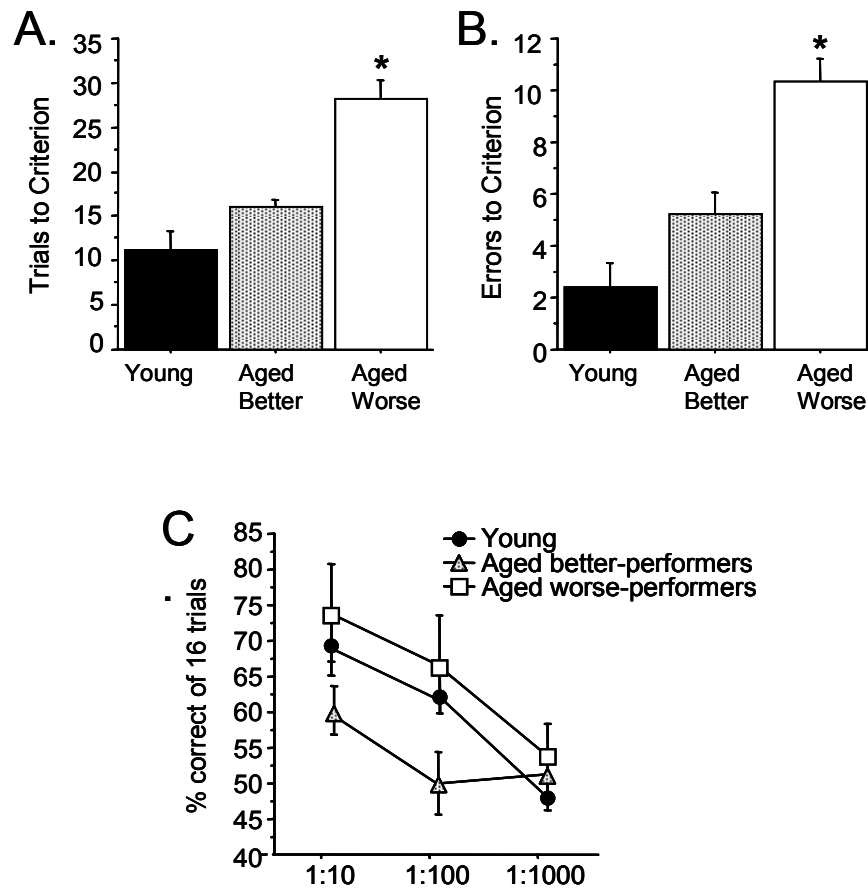 A.
Trials to Criterion
35
30
25
20
15
10
5
0
*
Young
Aged
Better
Aged
Worse
B.
Errors to Criterion
12
10
8
6
4
2
0
*
Young
Aged
Better
Aged
Worse
C
% correct of 16 trials
85
80
75
70
65
60
55
50
45
40
Young
Aged better-performers
Aged worse-performers
1:10
1:100
1:1000